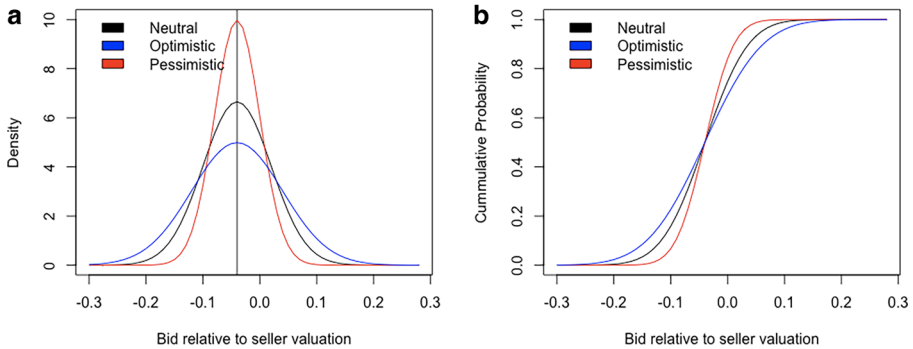 a
Neutral
Optimistic
Pessimistic
Density
0
2
4
6
8
10
-0.3
-0.2
-0.1
0.0
0.1
0.2
0.3
Bid relative to seller valuation
b
Neutral
Optimistic
Pessimistic
Cummulative Probability
0.0
0.2
0.4
0.6
0.8
1.0
-0.3
-0.2
-0.1
0.0
0.1
0.2
0.3
Bid relative to seller valuation